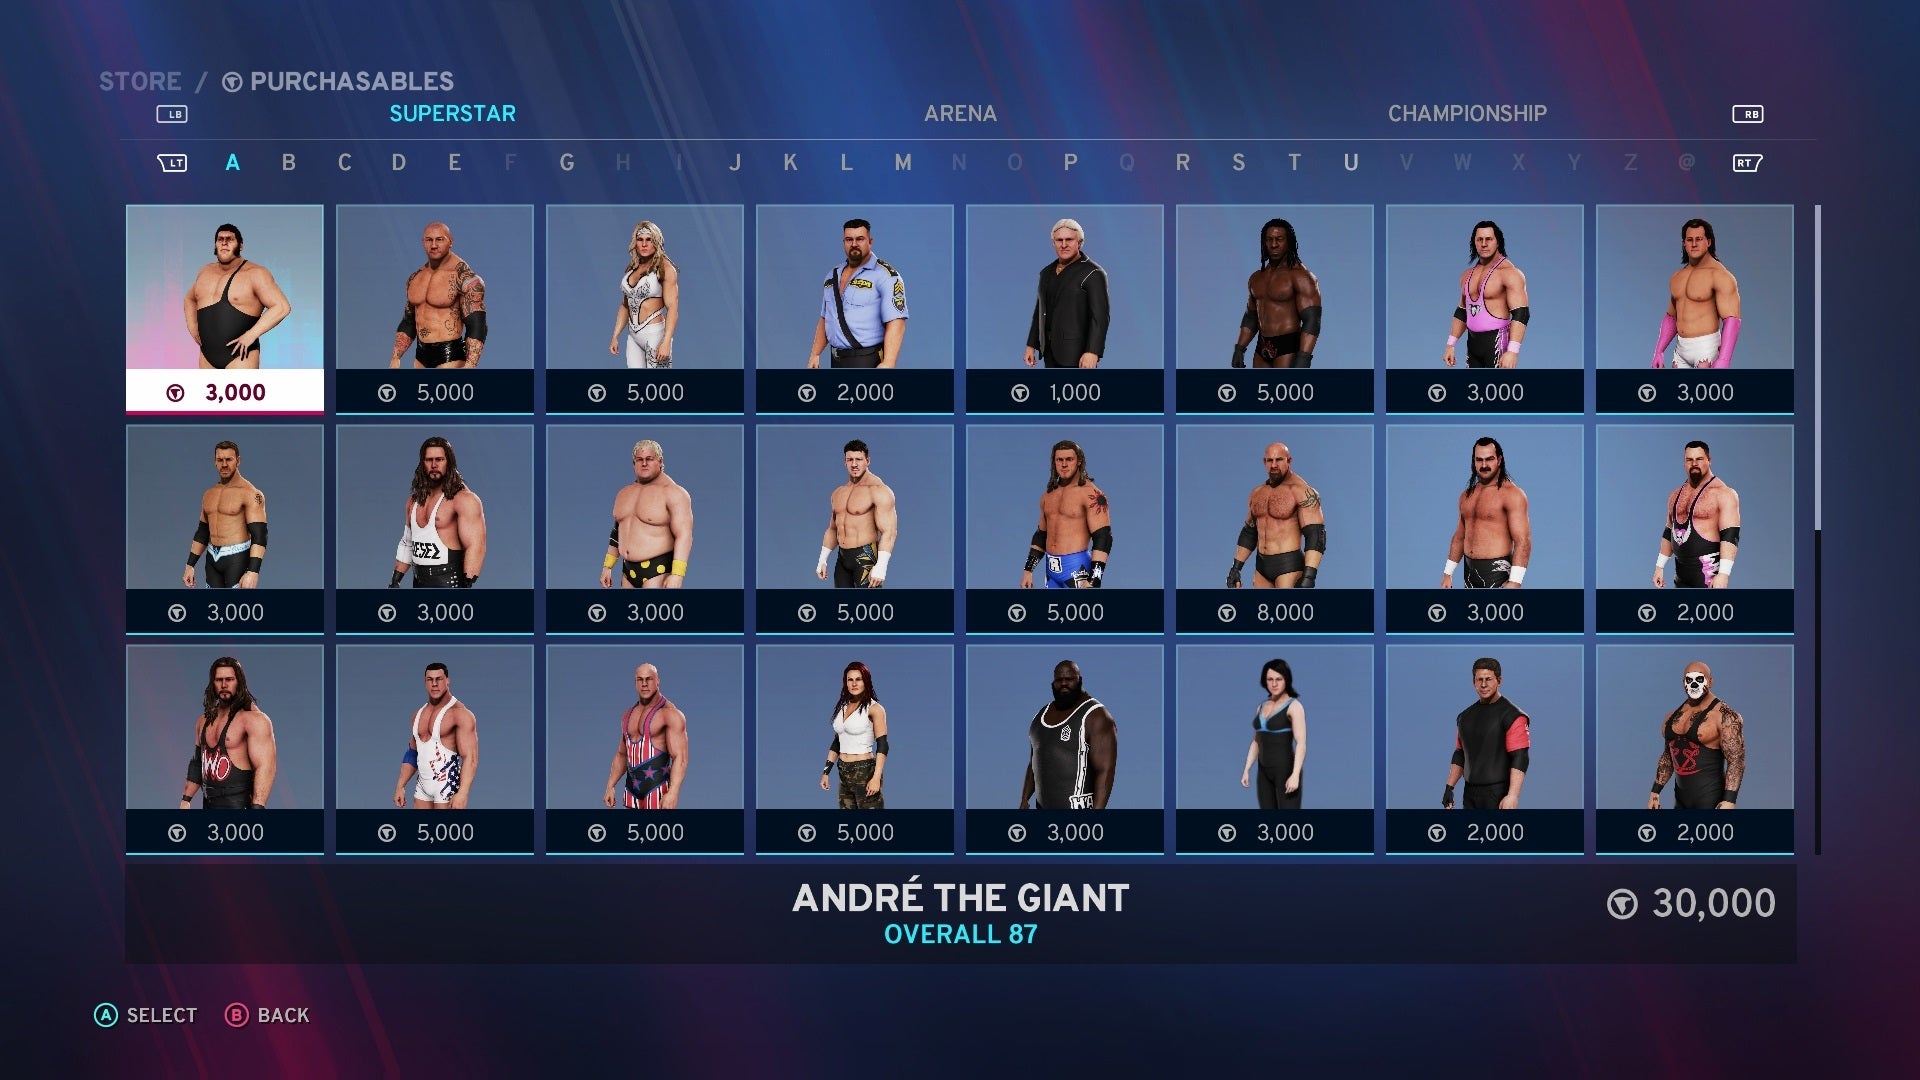 STORE / PURCHASABLES
LB SUPERSTAR ARENA CHAMPIONSHIP RB
LT A B C D E F G H I J K L M N O P Q R S T U V W X Y Z @ RT
3,000 5,000 5,000 2,000 1,000 5,000 3,000 3,000
3,000 3,000 3,000 5,000 5,000 8,000 3,000 2,000
3,000 5,000 5,000 5,000 3,000 3,000 2,000 2,000
ANDRÉ THE GIANT
OVERALL 87
30,000
A SELECT B BACK